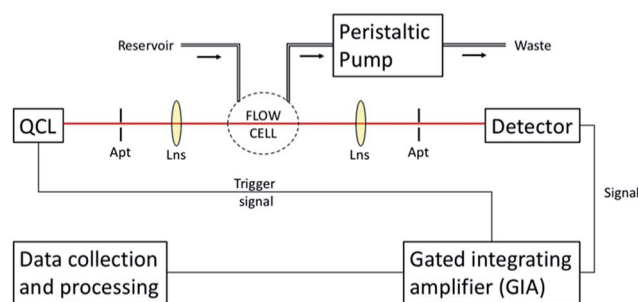 Reservoir
Peristaltic
Pump
Waste
QCL
Apt
Lns
FLOW
CELL
Lns
Apt
Detector
Trigger
signal
Signal
Data collection
and processing
Gated integrating
amplifier (GIA)